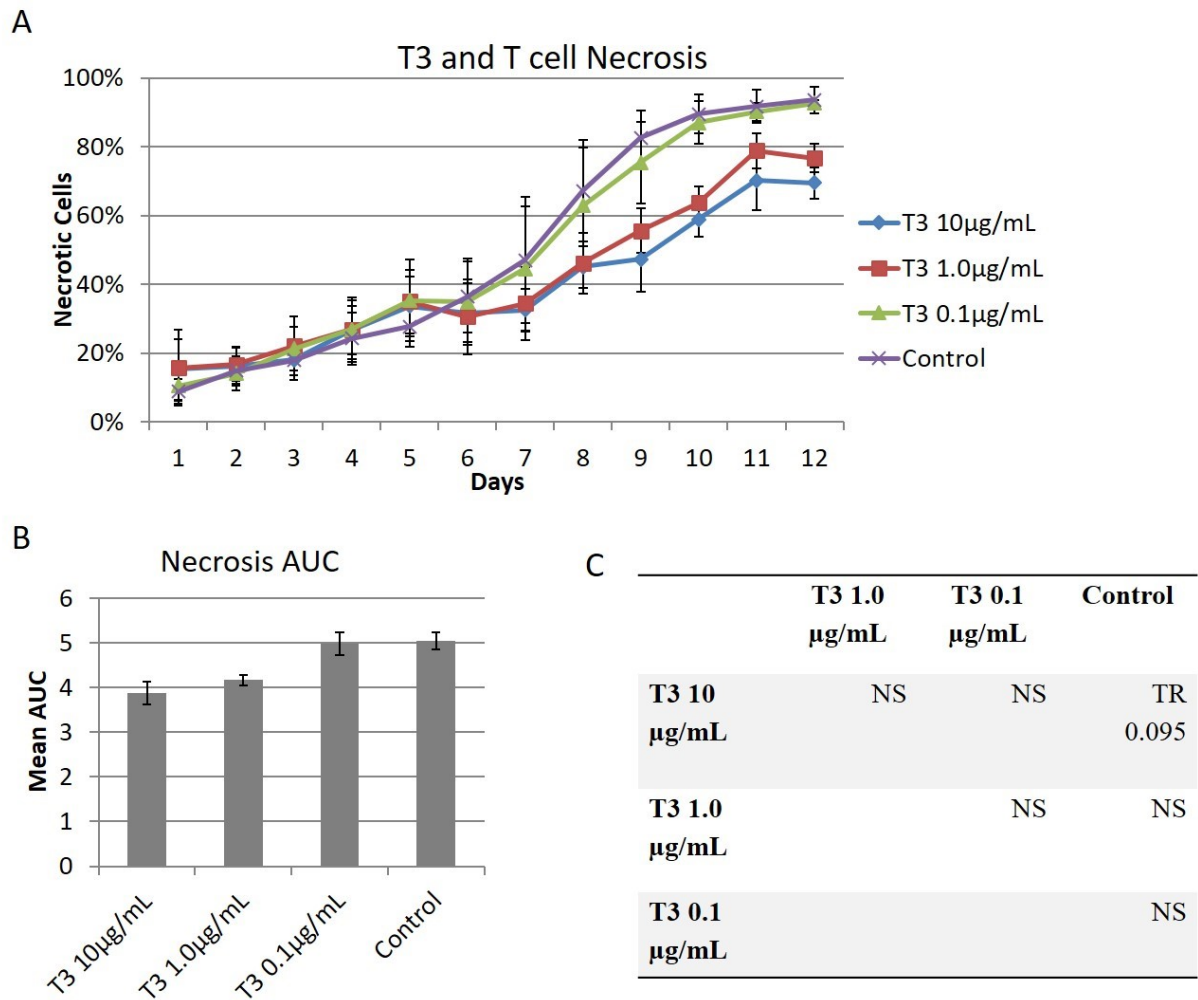 A
T3 and T cell Necrosis
100%
80%
60%
40%
20%
0%
Necrotic Cells
1 2 3 4 5 6 7 8 9 10 11 12
Days
T3 10µg/mL
T3 1.0µg/mL
T3 0.1µg/mL
Control
B
Necrosis AUC
6
5
4
3
2
1
0
Mean AUC
T3 10µg/mL
T3 1.0µg/mL
T3 0.1µg/mL
Control
C
T3 1.0 T3 0.1 Control
µg/mL µg/mL
T3 10 NS NS TR
µg/mL 0.095
T3 1.0 NS NS
µg/mL
T3 0.1 NS
µg/mL